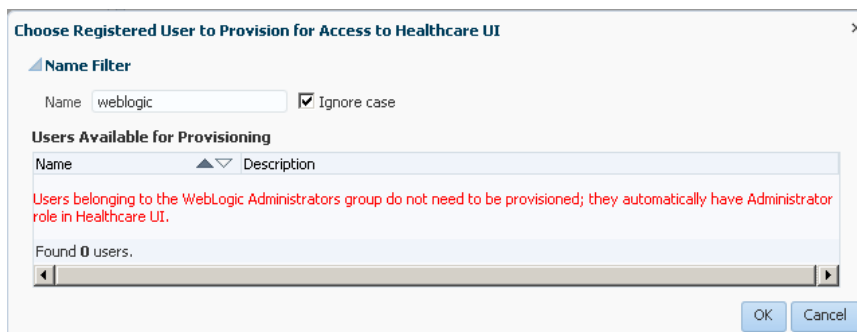 Choose Registered User to Provision for Access to Healthcare UI
Name Filter
Name weblogic Ignore case
Users Available for Provisioning
Name Description
Users belonging to the WebLogic Administrators group do not need to be provisioned; they automatically have Administrator
role in Healthcare UI.
Found 0 users.
OK Cancel